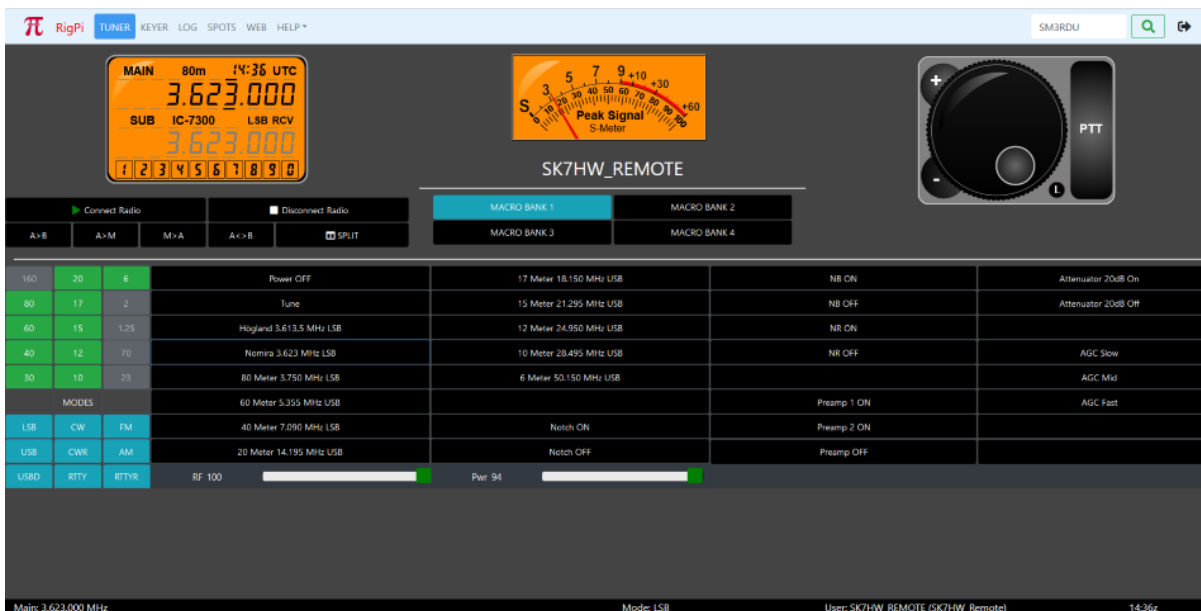 RigPi TUNER KEYER LOG SPOTS WEB HELP SM3RDU
MAIN 80m 14:36 UTC
3.623.000
SUB IC-7300 LSB RCV
3.623.000
1 2 3 4 5 6 7 8 9 0
S 3 5 7 9 +10 +30 +60
0 10 20 30 40 50 60 70 80 90 100
Peak Signal
S-Meter
SK7HW_REMOTE
+
-
PTT
L
Connect Radio Disconnect Radio
A>B A>M M>A A<>B SPLIT
MACRO BANK 1 MACRO BANK 2
MACRO BANK 3 MACRO BANK 4
160 20 6 Power OFF 17 Meter 18.150 MHz USB NB ON Attenuator 20dB On
80 17 2 Tune 15 Meter 21.295 MHz USB NB OFF Attenuator 20dB Off
60 15 1.25 Högland 3.613.5 MHz LSB 12 Meter 24.950 MHz USB NR ON
40 12 70 Nomira 3.623 MHz LSB 10 Meter 28.495 MHz USB NR OFF AGC Slow
30 10 23 80 Meter 3.750 MHz LSB 6 Meter 50.150 MHz USB AGC Mid
MODES 60 Meter 5.355 MHz USB Preamp 1 ON AGC Fast
LSB CW FM 40 Meter 7.090 MHz LSB Notch ON Preamp 2 ON
USB CWR AM 20 Meter 14.195 MHz USB Notch OFF Preamp OFF
USBD RTTY RTTYR RF 100 Pwr 94
Main: 3.623.000 MHz Mode: LSB User: SK7HW_REMOTE (SK7HW_Remote) 14:36z